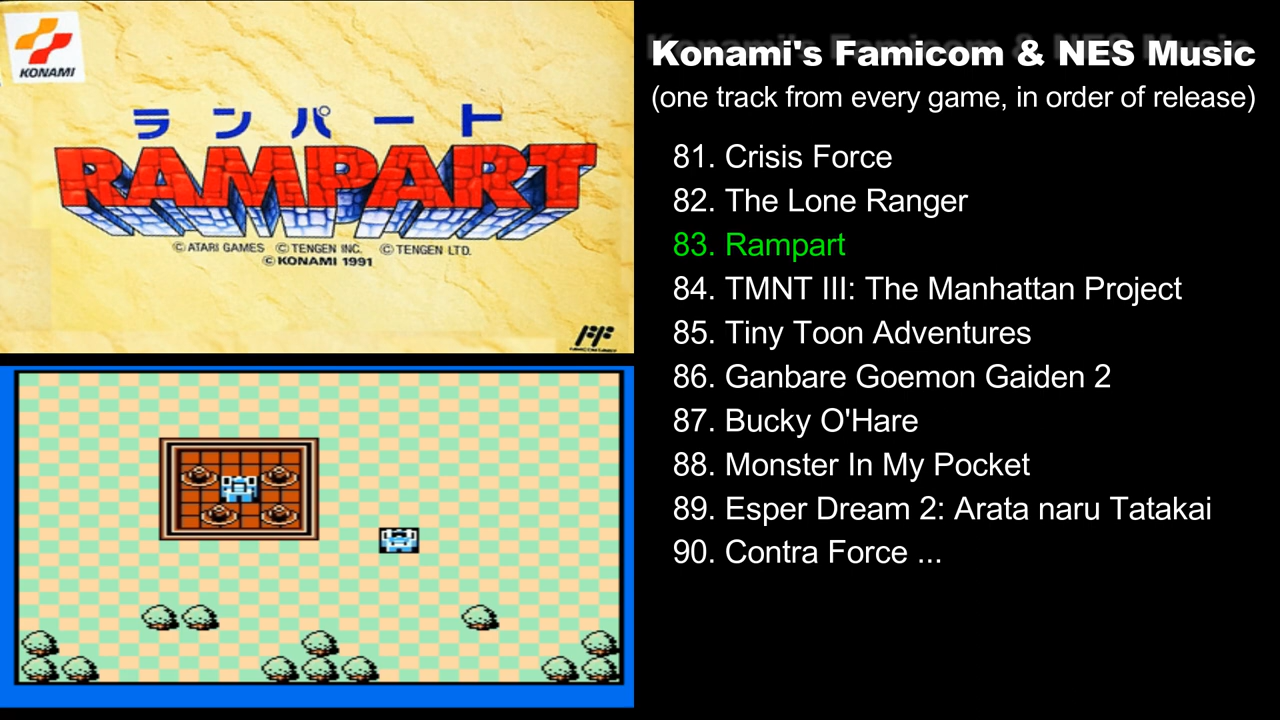 KONAMI
ランパート
RAMPART
© ATARI GAMES © TENGEN INC. © TENGEN LTD.
© KONAMI 1991
Konami's Famicom & NES Music
(one track from every game, in order of release)
81. Crisis Force
82. The Lone Ranger
83. Rampart
84. TMNT III: The Manhattan Project
85. Tiny Toon Adventures
86. Ganbare Goemon Gaiden 2
87. Bucky O'Hare
88. Monster In My Pocket
89. Esper Dream 2: Arata naru Tatakai
90. Contra Force ...